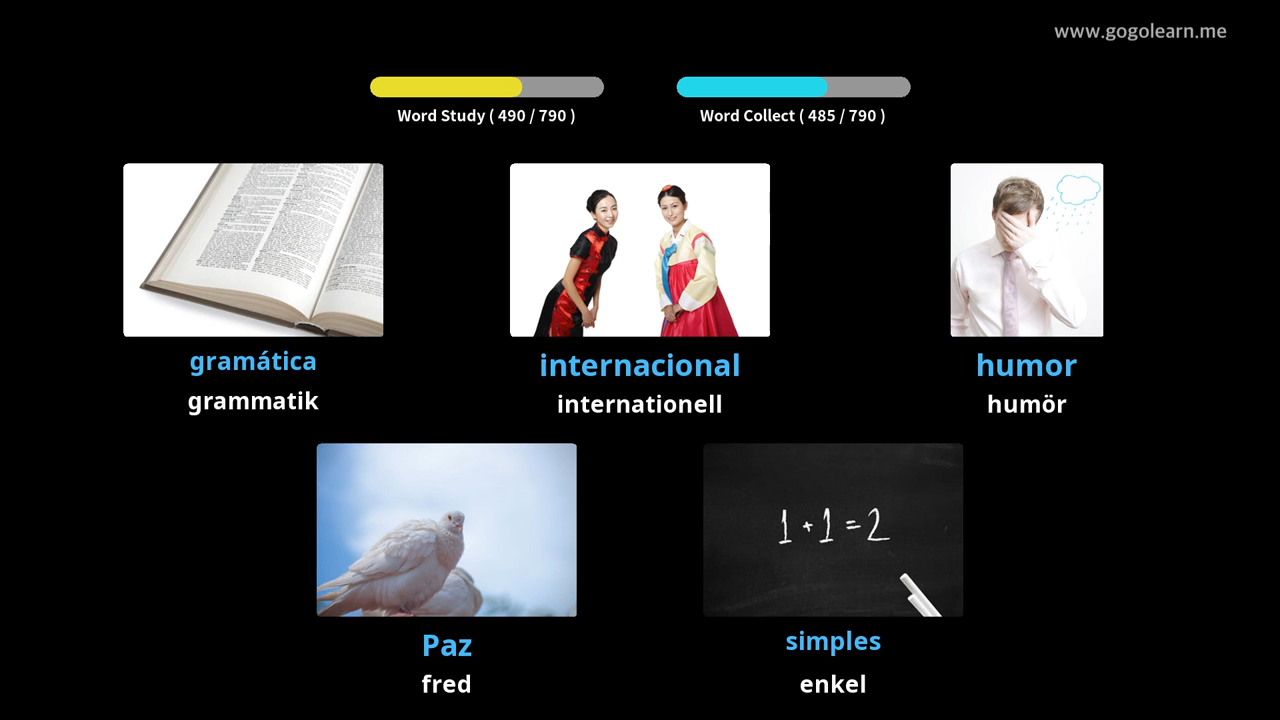 www.gogolearn.me
Word Study ( 490 / 790 )
Word Collect ( 485 / 790 )
gramática
grammatik
internacional
internationell
humor
humör
1 + 1 = 2
Paz
fred
simples
enkel